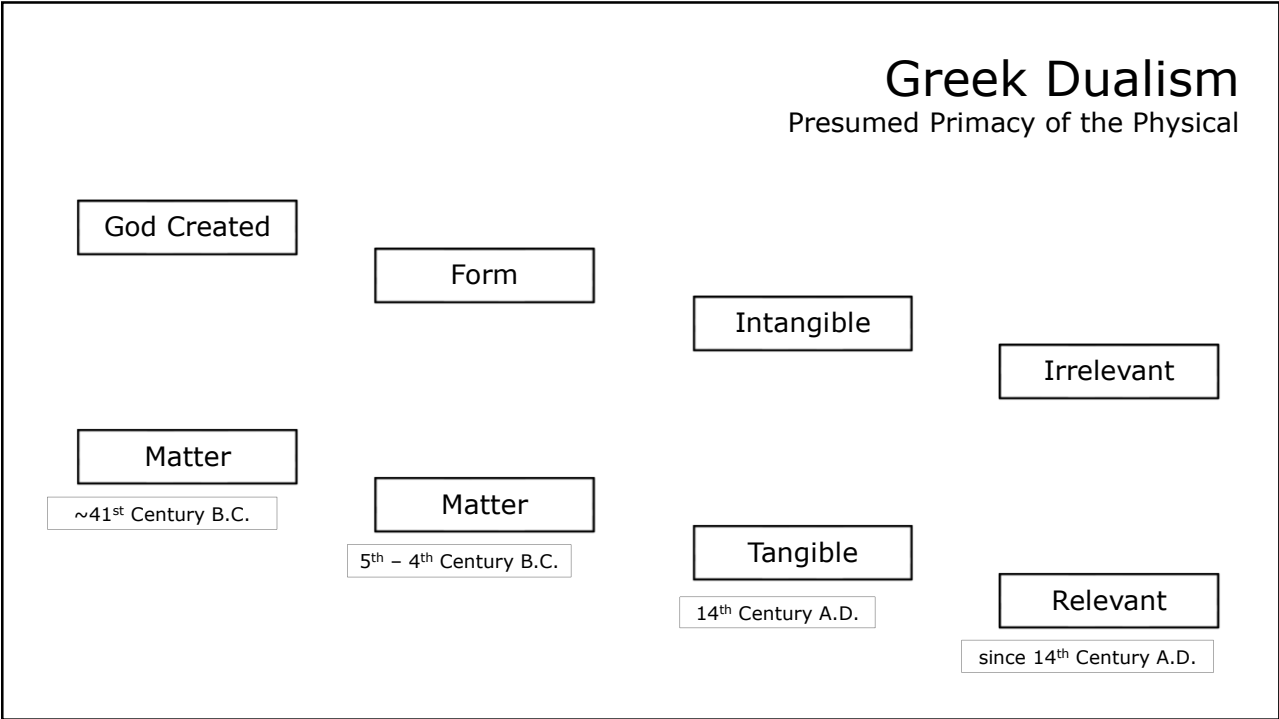 Greek Dualism
Presumed Primacy of the Physical
God Created
Form
Intangible
Irrelevant
Matter
~41st Century B.C.
Matter
5th – 4th Century B.C.
Tangible
14th Century A.D.
Relevant
since 14th Century A.D.